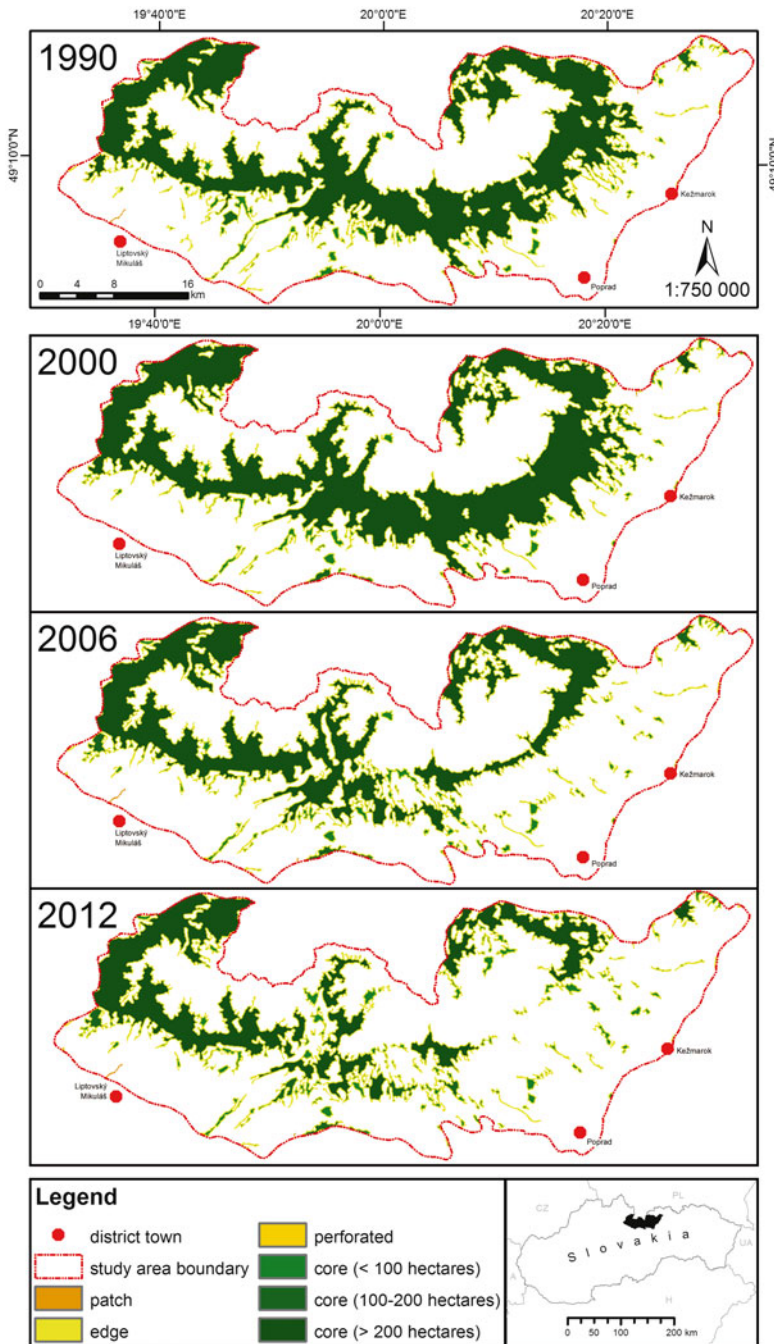 19°40'0"E 20°0'0"E 20°20'0"E
1990
49°10'0"N
49°10'0"N
Kežmarok
Liptovský
Mikuláš
Poprad
N
1:750 000
0 4 8 16
km
19°40'0"E 20°0'0"E 20°20'0"E
2000
Kežmarok
Liptovský
Mikuláš
Poprad
2006
Kežmarok
Liptovský
Mikuláš
Poprad
2012
Kežmarok
Liptovský
Mikuláš
Poprad
Legend
district town
study area boundary
patch
edge
perforated
core (< 100 hectares)
core (100-200 hectares)
core (> 200 hectares)
CZ
PL
UA
A
H
Slovakia
0 50 100 200 km